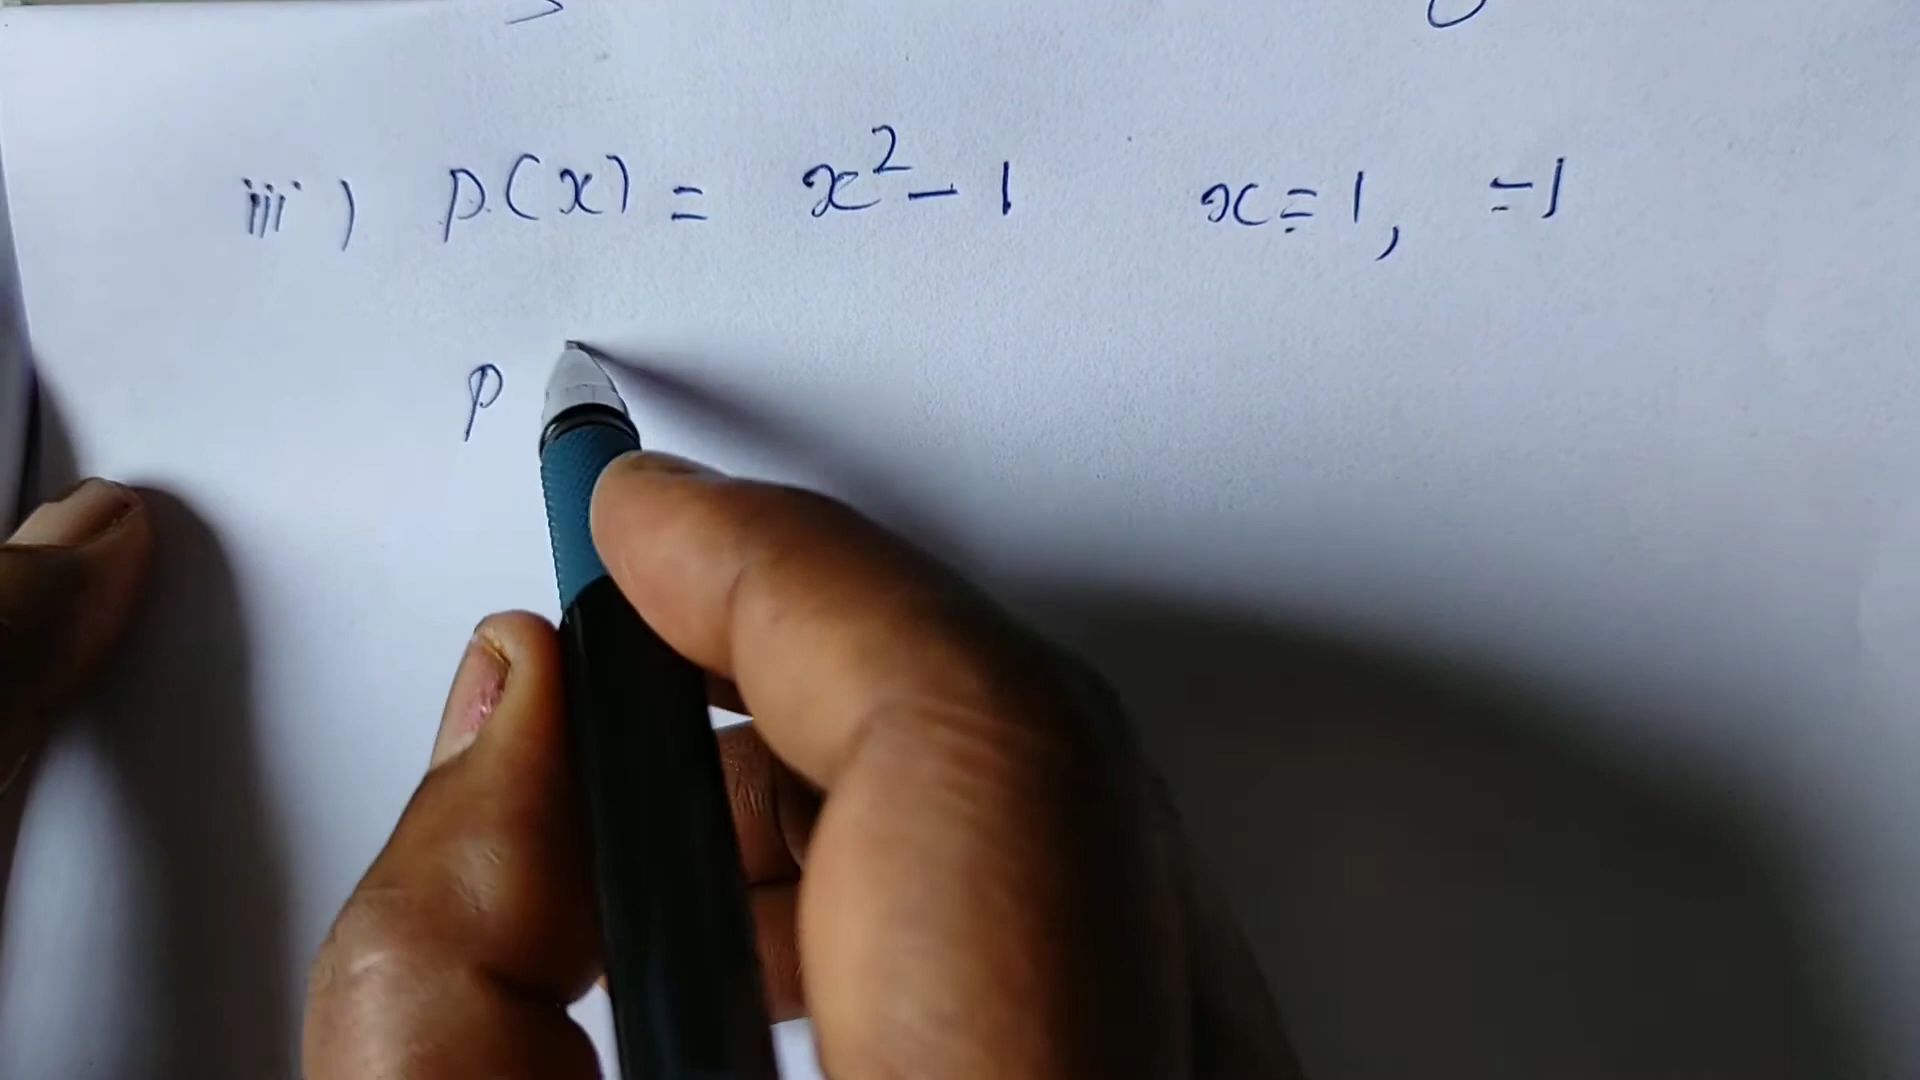 iii) p(x) = x² - 1 x = 1, -1
p